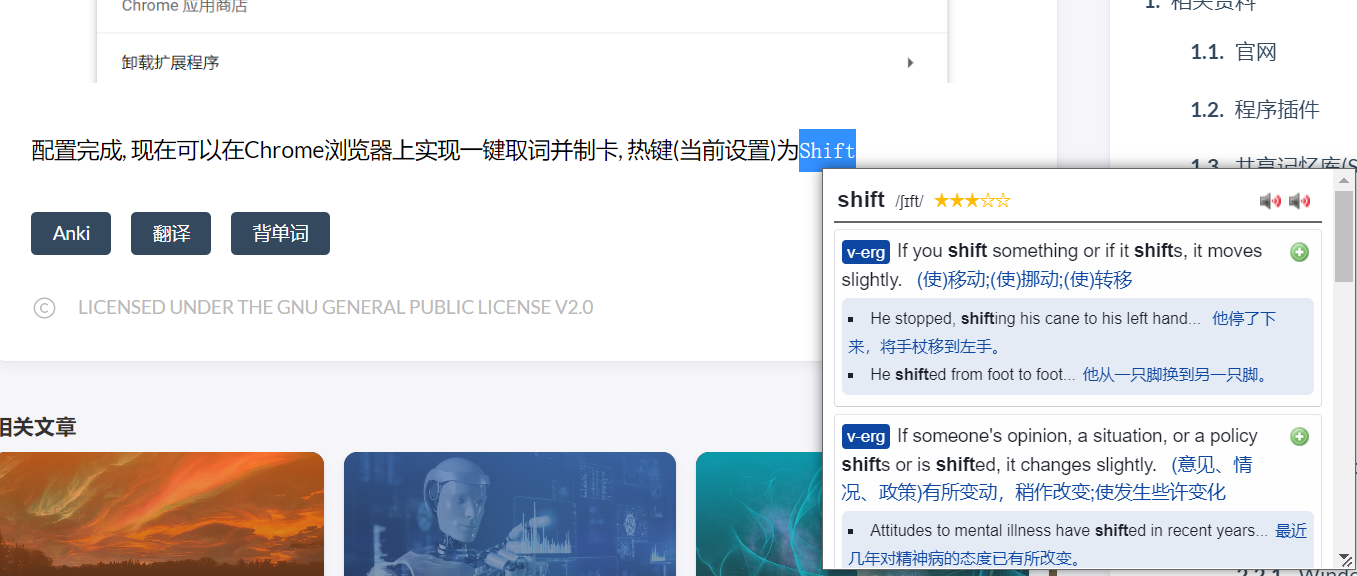 Chrome 应用商店
卸载扩展程序
配置完成, 现在可以在Chrome浏览器上实现一键取词并制卡, 热键(当前设置)为Shift
Anki
翻译
背单词
© LICENSED UNDER THE GNU GENERAL PUBLIC LICENSE V2.0
相关文章
1. 相关资料
1.1. 官网
1.2. 程序插件
1.3. 共享记忆库(S
shift /ʃɪft/ ★★★☆☆
v-erg If you shift something or if it shifts, it moves
slightly. (使)移动;(使)挪动;(使)转移
He stopped, shifting his cane to his left hand... 他停了下
来，将手杖移到左手。
He shifted from foot to foot... 他从一只脚换到另一只脚。
v-erg If someone's opinion, a situation, or a policy
shifts or is shifted, it changes slightly. (意见、情
况、政策)有所变动，稍作改变;使发生些许变化
Attitudes to mental illness have shifted in recent years... 最近
几年对精神病的态度已有所改变。